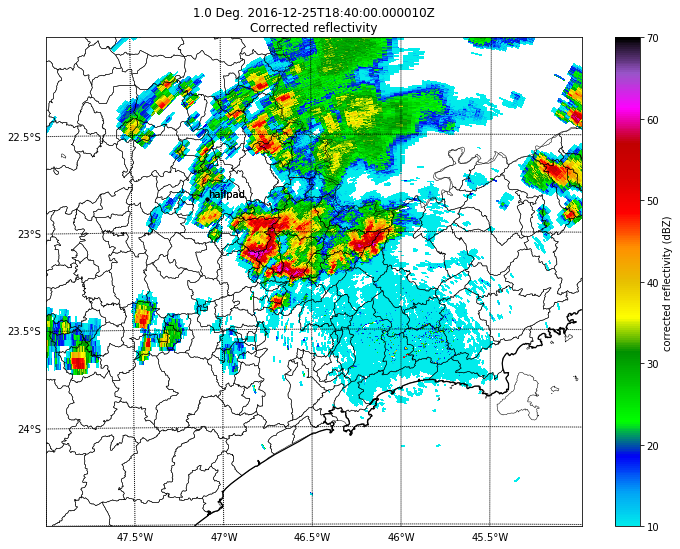 1.0 Deg. 2016-12-25T18:40:00.000010Z
Corrected reflectivity
70
60
22.5°S
50
hailpad
23°S
40
corrected reflectivity (dBZ)
23.5°S
30
20
24°S
10
47.5°W 47°W 46.5°W 46°W 45.5°W